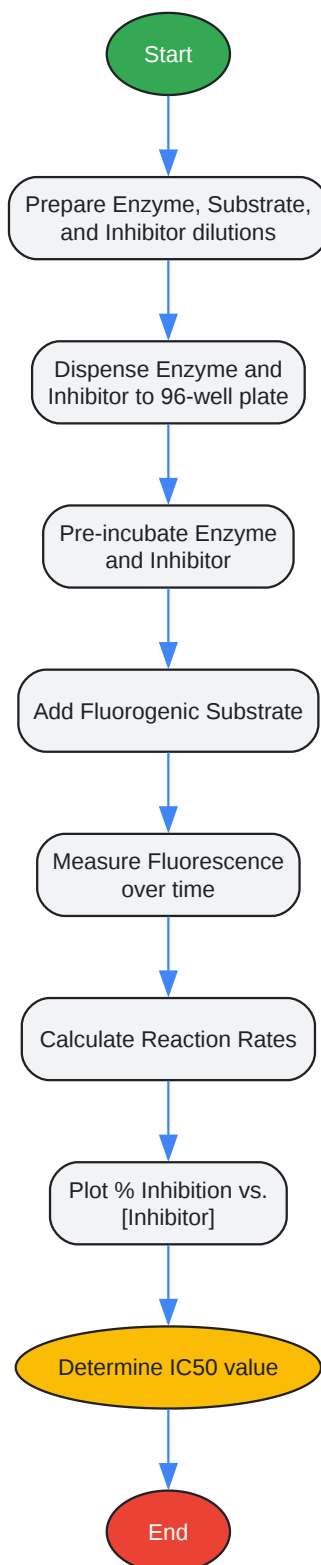 Start
Prepare Enzyme, Substrate,
and Inhibitor dilutions
Dispense Enzyme and
Inhibitor to 96-well plate
Pre-incubate Enzyme
and Inhibitor
Add Fluorogenic Substrate
Measure Fluorescence
over time
Calculate Reaction Rates
Plot % Inhibition vs.
[Inhibitor]
Determine IC50 value
End